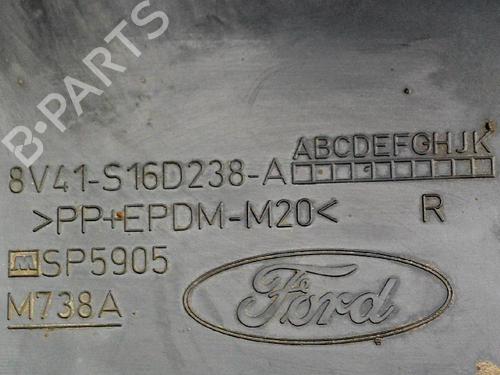 B-PARTS
ABCDEFGHJK
8V41-S16D238-A
>PP+EPDM-M20< R
M SP5905
M738A
Ford